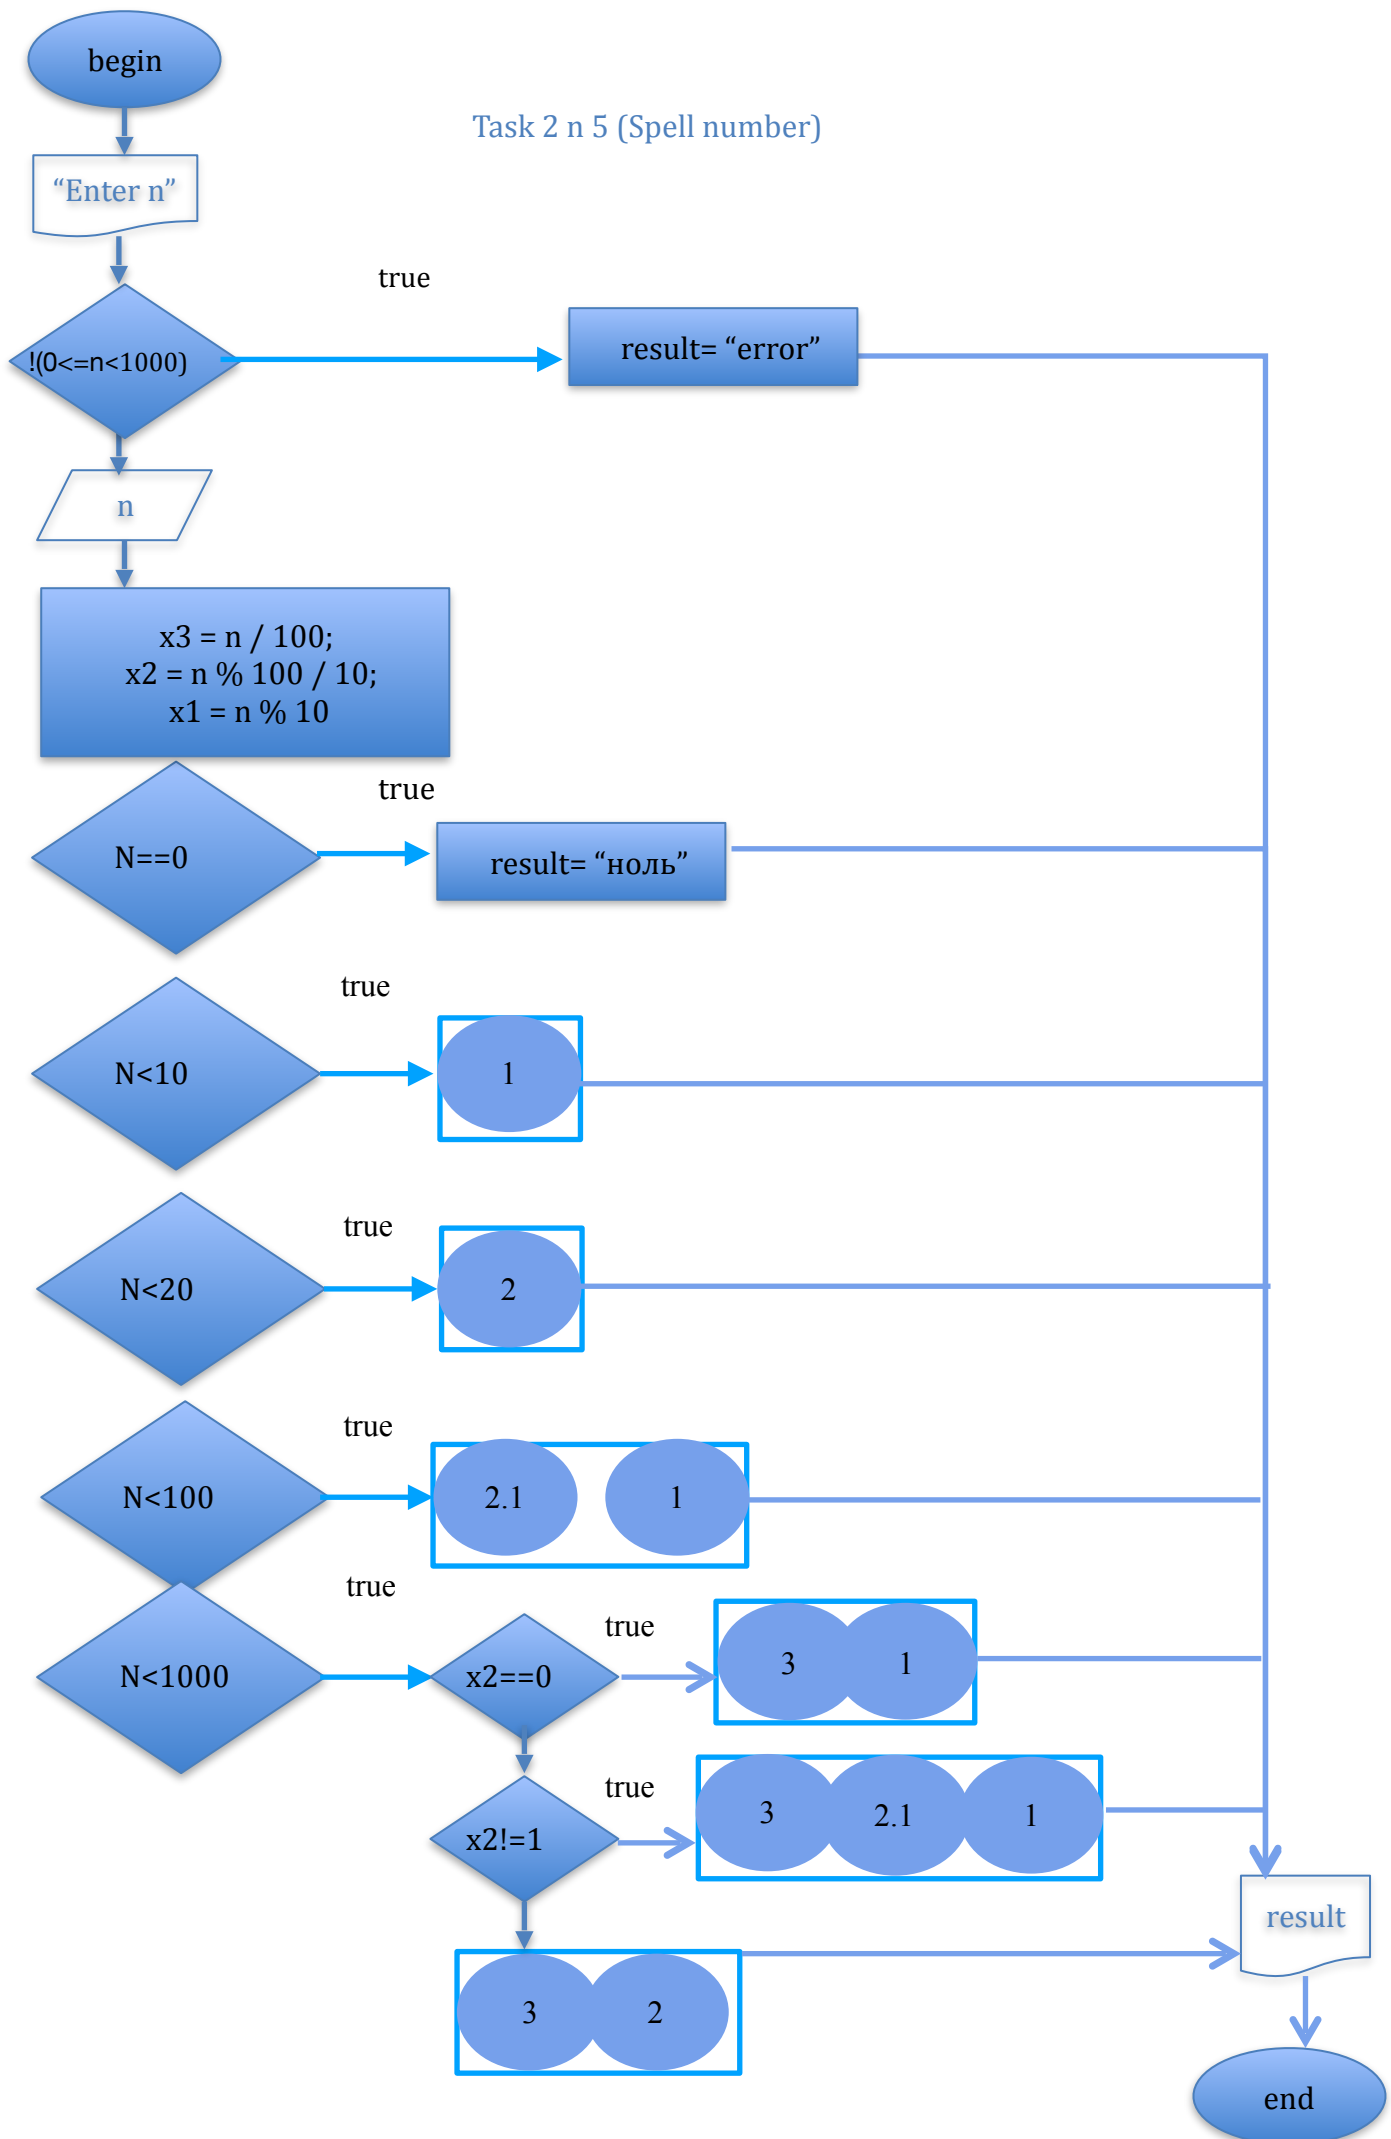 begin
Task 2 n 5 (Spell number)
“Enter n”
true
!(0<=n<1000)
result= “error”
n
x3 = n / 100;
x2 = n % 100 / 10;
x1 = n % 10
true
N==0
result= “ноль”
true
N<10
1
true
N<20
2
true
N<100
2.1
1
true
N<1000
x2==0
true
3
1
x2!=1
true
3
2.1
1
result
3
2
end